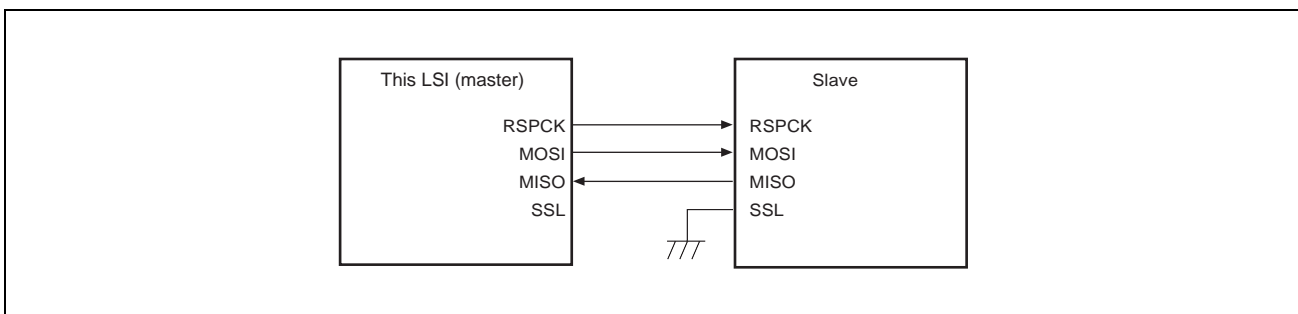 This LSI (master)
RSPCK
MOSI
MISO
SSL
Slave
RSPCK
MOSI
MISO
SSL